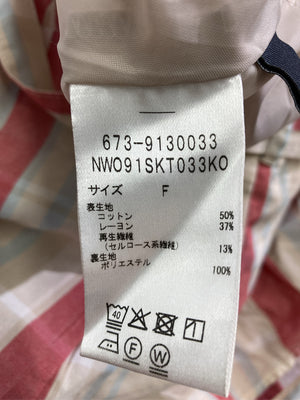 673-9130033
NW091SKT033KO
サイズ F
表生地
コットン 50%
レーヨン 37%
再生繊維
(セルロース系繊維) 13%
裏生地
ポリエステル 100%
40
F W